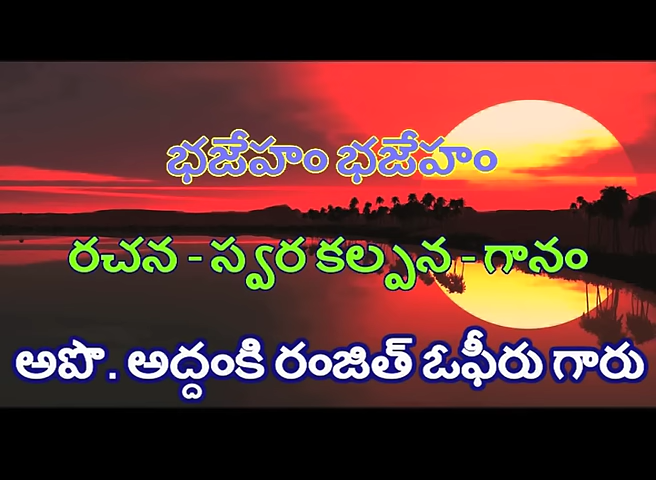 భజేహం భజేహం
రచన - స్వర కల్పన - గానం
అపొ. అద్దంకి రంజిత్ ఓఫీరు గారు